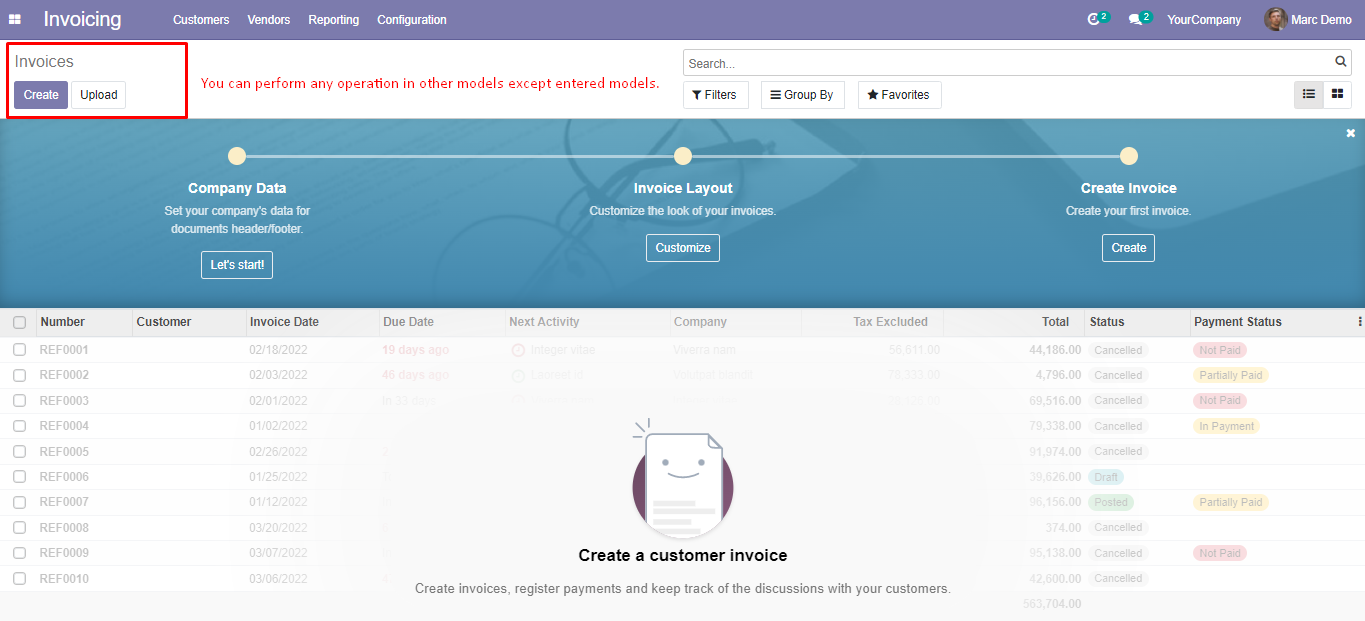 Invoicing Customers Vendors Reporting Configuration 2 2 YourCompany Marc Demo
Invoices
Search...
Create Upload
You can perform any operation in other models except entered models.
Filters Group By Favorites
Company Data Invoice Layout Create Invoice
Set your company's data for Customize the look of your invoices. Create your first invoice.
documents header/footer.
Customize Create
Let's start!
Number Customer Invoice Date Due Date Next Activity Company Tax Excluded Total Status Payment Status
REF0001 02/18/2022 19 days ago Integer vitae Viverra nam 56,611.00 44,186.00 Cancelled Not Paid
REF0002 02/03/2022 46 days ago Laoreet id 78,333.00 4,796.00 Cancelled Partially Paid
REF0003 02/01/2022 In 33 days 69,516.00 Cancelled Not Paid
REF0004 01/02/2022 79,338.00 Cancelled In Payment
REF0005 02/26/2022 2 91,974.00 Cancelled
REF0006 01/25/2022 39,626.00 Draft
REF0007 01/12/2022 96,156.00 Posted Partially Paid
REF0008 03/20/2022 374.00 Cancelled
REF0009 03/07/2022 95,138.00 Cancelled Not Paid
REF0010 03/06/2022 42,600.00 Cancelled
Create a customer invoice
Create invoices, register payments and keep track of the discussions with your customers.
563,704.00